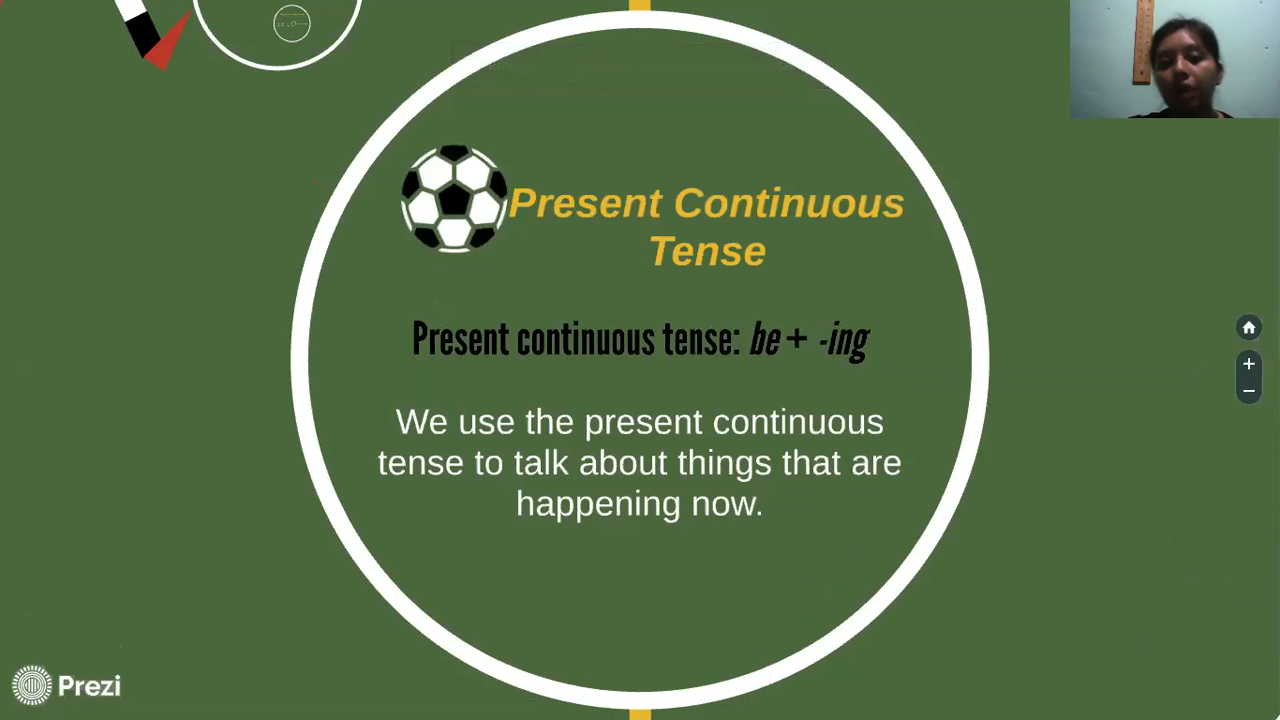 Present Continuous
Tense
Present continuous tense: be + -ing
We use the present continuous
tense to talk about things that are
happening now.
Prezi